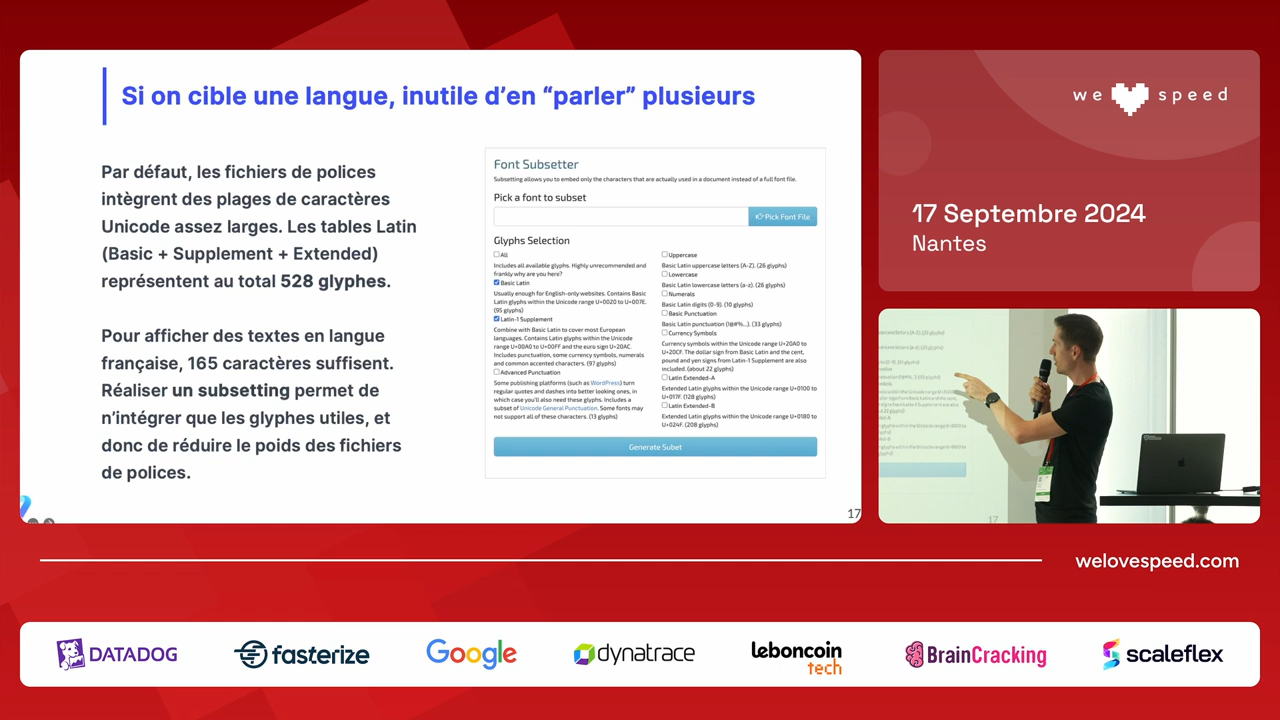 Si on cible une langue, inutile d’en “parler” plusieurs
Par défaut, les fichiers de polices
intègrent des plages de caractères
Unicode assez larges. Les tables Latin
(Basic + Supplement + Extended)
représentent au total 528 glyphes.
Pour afficher des textes en langue
française, 165 caractères suffisent.
Réaliser un subsetting permet de
n’intégrer que les glyphes utiles, et
donc de réduire le poids des fichiers
de polices.
Font Subsetter
Subsetting allows you to embed only the characters that are actually used in a document instead of a full font file.
Pick a font to subset
Pick Font File
Glyphs Selection
All
Includes all available glyphs. Highly unrecommended and
frankly why are you here?
Basic Latin
Usually enough for English-only websites. Contains Basic
Latin glyphs within the Unicode range U+0020 to U+007E.
(95 glyphs)
Latin-1 Supplement
Combine with Basic Latin to cover most European
languages. Contains Latin glyphs within the Unicode
range U+00A0 to U+00FF and the euro sign U+20AC.
Includes punctuation, some currency symbols, numerals
and common accented characters. (97 glyphs)
Advanced Punctuation
Some publishing platforms (such as WordPress) turn
regular quotes and dashes into better looking ones, in
which case you'll also need these glyphs. Includes a
subset of Unicode General Punctuation. Some fonts may
not support all of these characters. (13 glyphs)
Uppercase
Basic Latin uppercase letters (A-Z). (26 glyphs)
Lowercase
Basic Latin lowercase letters (a-z). (26 glyphs)
Numerals
Basic Latin digits (0-9). (10 glyphs)
Basic Punctuation
Basic Latin punctuation (!@#%...). (33 glyphs)
Currency Symbols
Currency symbols within the Unicode range U+20A0 to
U+20CF. The dollar sign from Basic Latin and the cent,
pound and yen signs from Latin-1 Supplement are also
included. (about 22 glyphs)
Latin Extended-A
Extended Latin glyphs within the Unicode range U+0100 to
U+017F. (128 glyphs)
Latin Extended-B
Extended Latin glyphs within the Unicode range U+0180 to
U+024F. (208 glyphs)
Generate Subet
17
we speed
17 Septembre 2024
Nantes
17
welovespeed.com
DATADOG
fasterize
Google
dynatrace
leboncoin
tech
BrainCracking
scaleflex